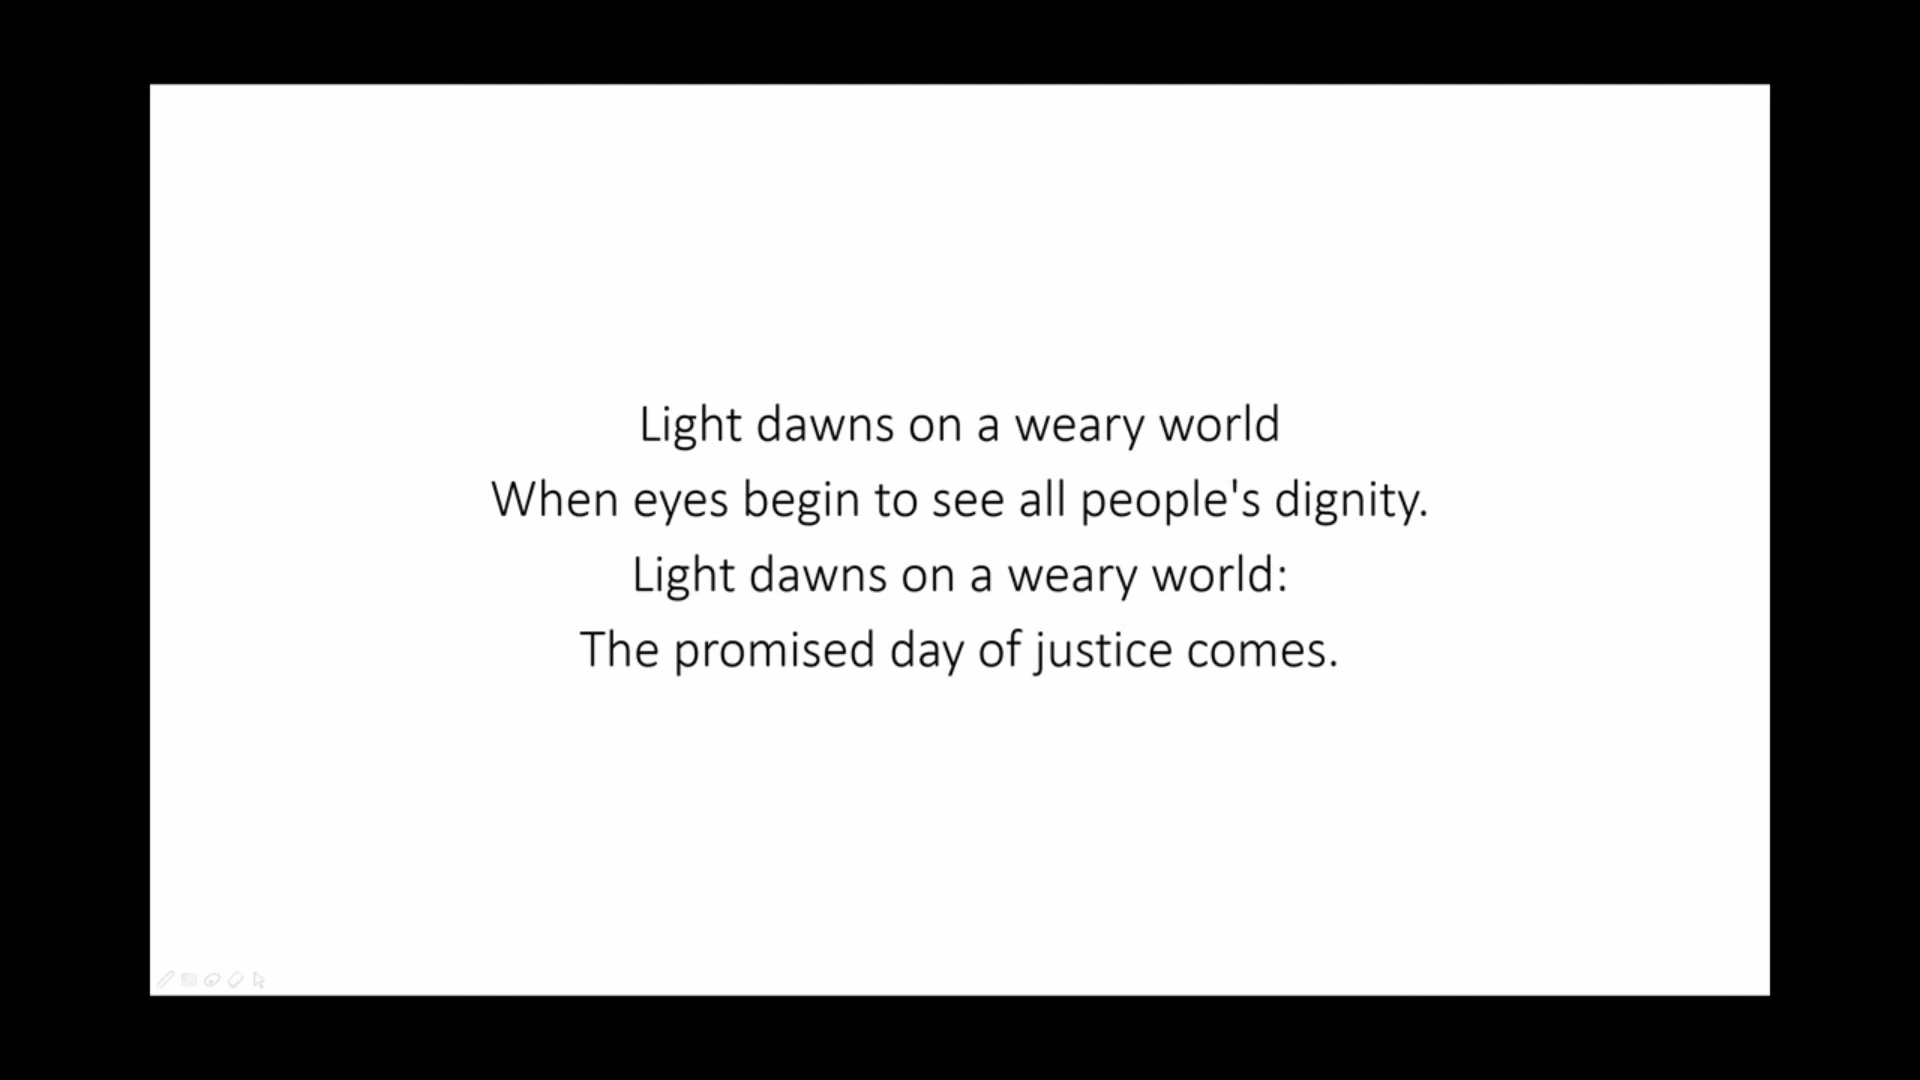 Light dawns on a weary world
When eyes begin to see all people's dignity.
Light dawns on a weary world:
The promised day of justice comes.